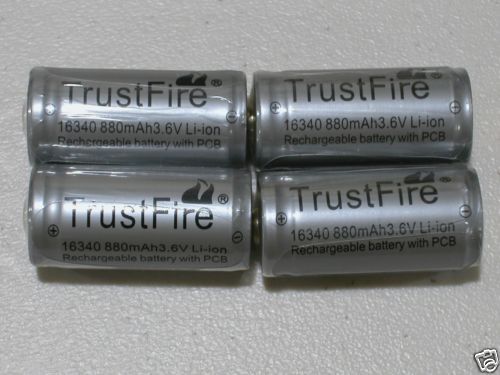 TrustFire®
16340 880mAh3.6V Li-ion
Rechargeable battery with PCB
TrustFire®
16340 880mAh3.6V Li-ion
Rechargeable battery with PCB
TrustFire®
16340 880mAh3.6V Li-ion
Rechargeable battery with PCB
TrustFire
16340 880mAh3.6V Li-ion
Rechargeable battery with PCB